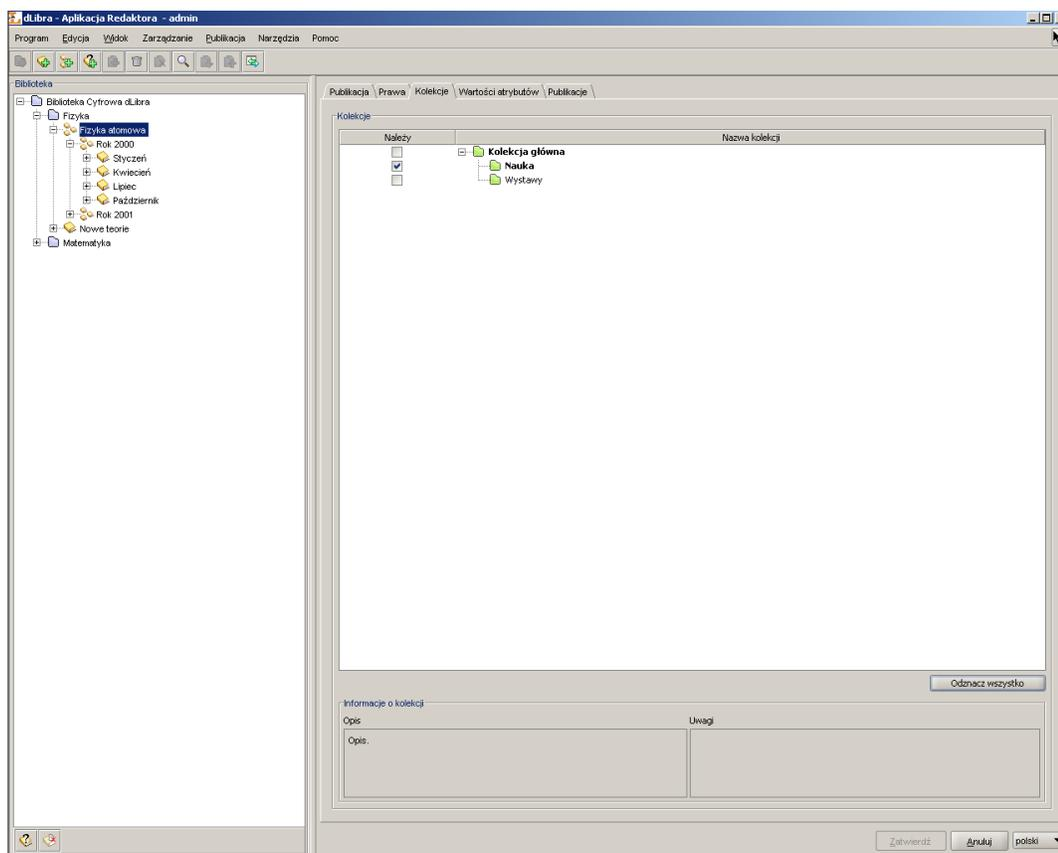 dLibra - Aplikacja Redaktora - admin
Program Edycja Widok Zarządzanie Publikacja Narzędzia Pomoc
Biblioteka
Biblioteka Cyfrowa dLibra
Fizyka
Fizyka atomowa
Rok 2000
Styczeń
Kwiecień
Lipiec
Październik
Rok 2001
Nowe teorie
Matematyka
Publikacja Prawa Kolekcje Wartości atrybutów Publikacje
Kolekcje
Należy Nazwa kolekcji
Kolekcja główna
Nauka
Wystawy
Odznacz wszystko
Informacje o kolekcji
Opis Uwagi
Opis.
Zatwierdź Anuluj polski